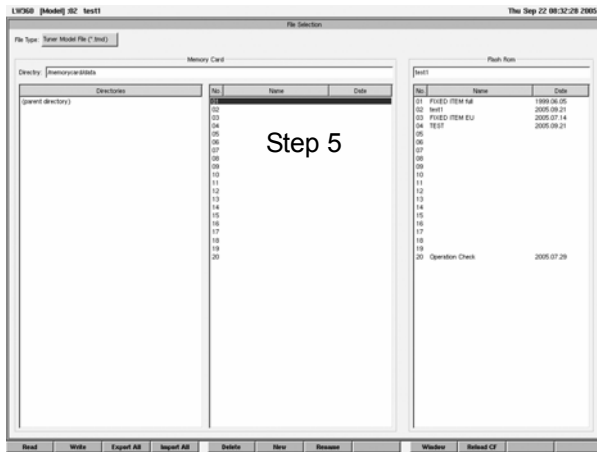 LW360 [Model] :02 test1 Thu Sep 22 08:32:28 2005
File Selection
File Type: Tuner Model File (*.tmd)
Memory Card Flash Rom
Directry: /memorycard/data test1
Directories No. Name Date No. Name Date
(parent directory) 01 01 FIXED ITEM full 1999.06.05
02 02 test1 2005.09.21
03 03 FIXED ITEM EU 2005.07.14
04 04 TEST 2005.09.21
05 05
06 06
Step 5
07 07
08 08
09 09
10 10
11 11
12 12
13 13
14 14
15 15
16 16
17 17
18 18
19 19
20 20 Operation Check 2005.07.29
Read Write Export All Import All Delete New Rename Window Reload CF